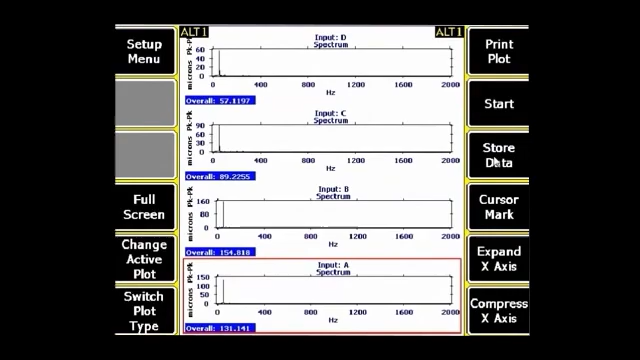 Setup
Menu
Full
Screen
Change
Active
Plot
Switch
Plot
Type
ALT1
ALT1
Input: D
Spectrum
microns Pk-Pk
60
40
20
0
0
400
800
1200
1600
2000
Hz
Overall: 57.1197
Input: C
Spectrum
microns Pk-Pk
90
60
30
0
0
400
800
1200
1600
2000
Hz
Overall: 89.2255
Input: B
Spectrum
microns Pk-Pk
160
80
0
0
400
800
1200
1600
2000
Hz
Overall: 154.818
Input: A
Spectrum
microns Pk-Pk
150
100
50
0
0
400
800
1200
1600
2000
Hz
Overall: 131.141
Print
Plot
Start
Store
Data
Cursor
Mark
Expand
X Axis
Compress
X Axis